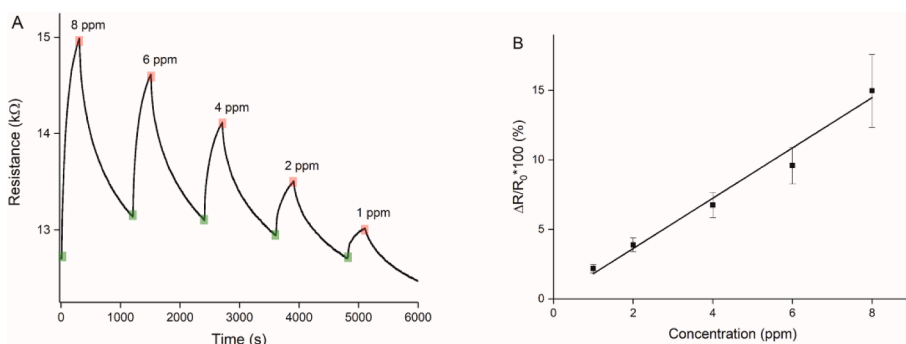 A
8 ppm
6 ppm
4 ppm
2 ppm
1 ppm
15
14
13
Resistance (kΩ)
0 1000 2000 3000 4000 5000 6000
Time (s)
B
15
10
5
0
ΔR/R₀*100 (%)
2 4 6 8
0
Concentration (ppm)